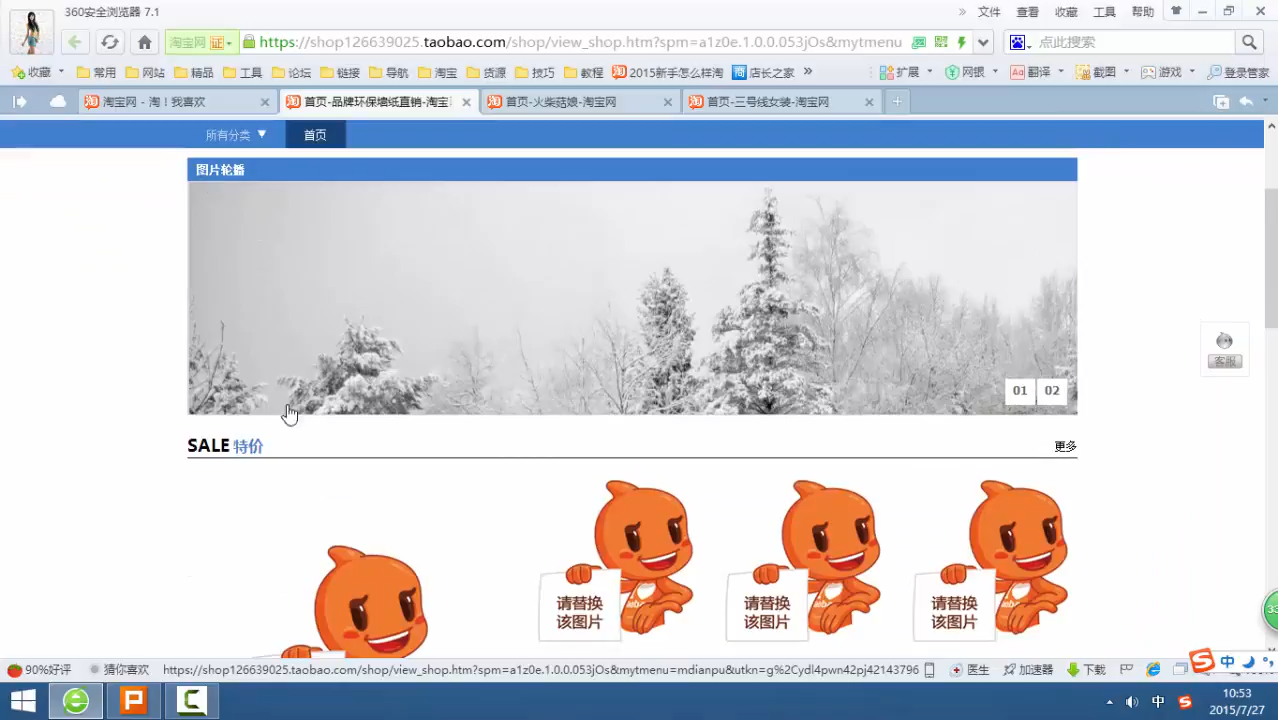 360安全浏览器 7.1
» 文件 查看 收藏 工具 帮助
淘宝网 证 https://shop126639025.taobao.com/shop/view_shop.htm?spm=a1z0e.1.0.0.053jOs&mytmenu 点此搜索
收藏 常用 网站 精品 工具 论坛 链接 导航 淘宝 货源 技巧 教程 2015新手怎么样淘 商 店长之家 » 扩展 网银 Aa 翻译 截图 游戏 登录管家
淘宝网 - 淘！我喜欢 首页-品牌环保墙纸直销-淘宝 首页-火柴菇娘-淘宝网 首页-三号线女装-淘宝网
所有分类 首页
图片轮播
客服
01 02
SALE 特价 更多
请替换
该图片
请替换
该图片
请替换
该图片
33
90%好评 猜你喜欢 https://shop126639025.taobao.com/shop/view_shop.htm?spm=a1z0e.1.0.0.053jOs&mytmenu=mdianpu&utkn=g%2Cydl4pwn42pj42143796 医生 加速器 下载 中
中 10:53
2015/7/27